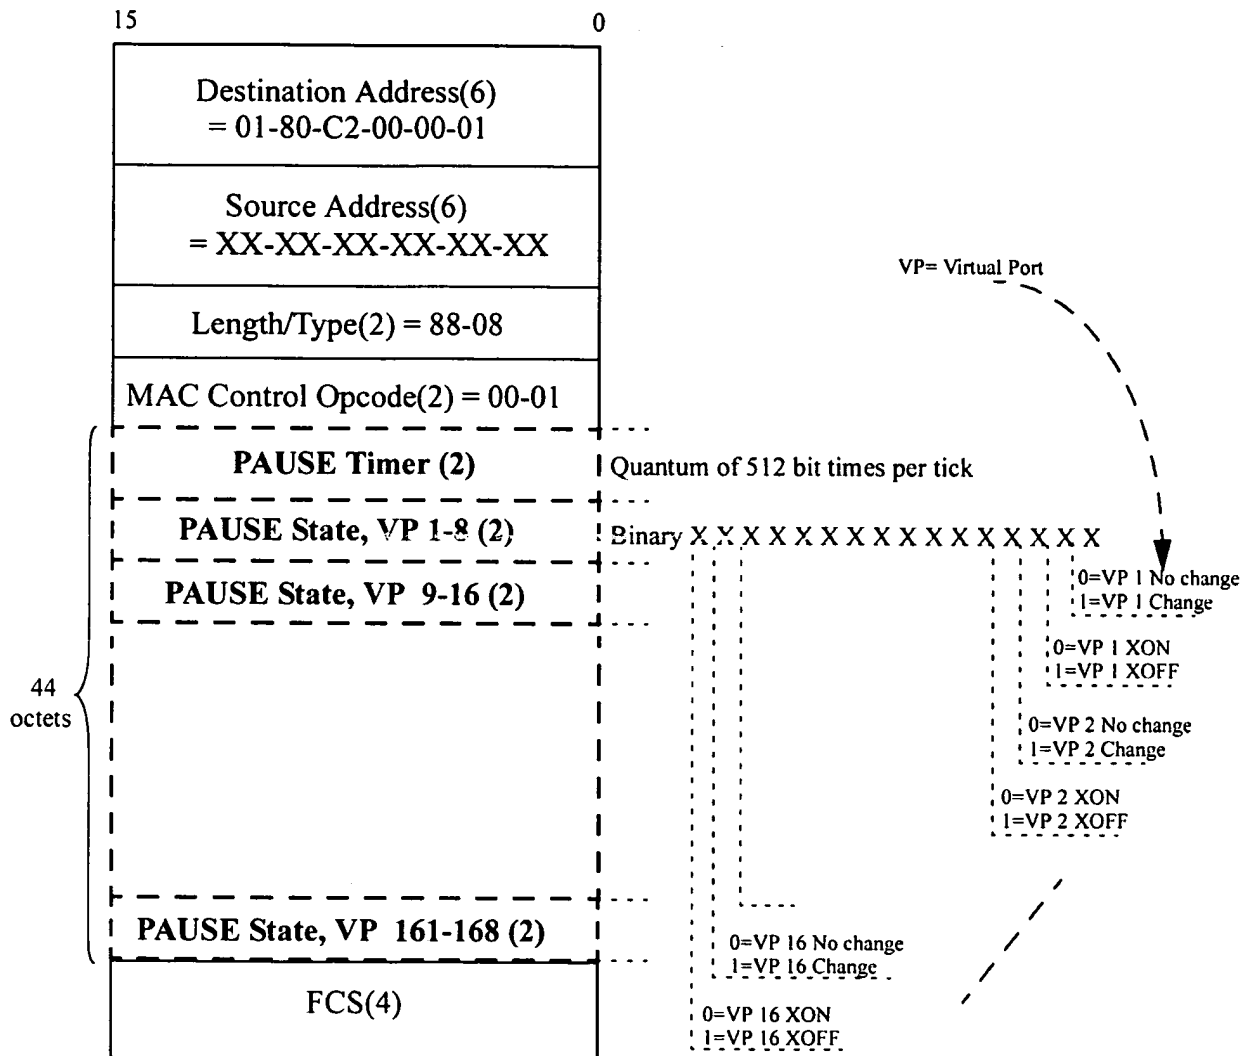 15
0
Destination Address(6)
= 01-80-C2-00-00-01
Source Address(6)
= XX-XX-XX-XX-XX-XX
VP= Virtual Port
Length/Type(2) = 88-08
MAC Control Opcode(2) = 00-01
PAUSE Timer (2)
Quantum of 512 bit times per tick
PAUSE State, VP 1-8 (2)
Binary X X X X X X X X X X X X X X X X
PAUSE State, VP 9-16 (2)
0=VP 1 No change
1=VP 1 Change
0=VP 1 XON
1=VP 1 XOFF
44
octets
0=VP 2 No change
1=VP 2 Change
0=VP 2 XON
1=VP 2 XOFF
PAUSE State, VP 161-168 (2)
0=VP 16 No change
1=VP 16 Change
FCS(4)
0=VP 16 XON
1=VP 16 XOFF